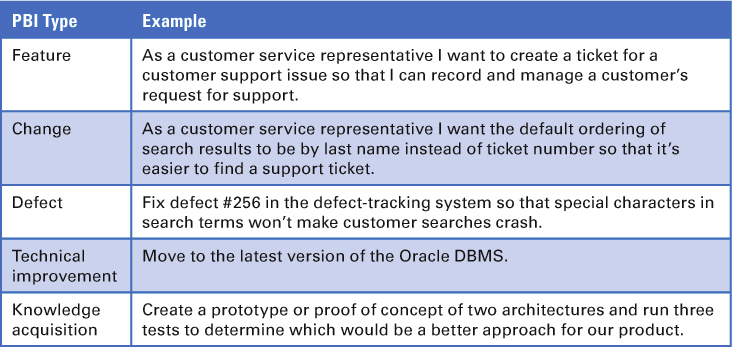 PBI Type Example
Feature As a customer service representative I want to create a ticket for a
customer support issue so that I can record and manage a customer’s
request for support.
Change As a customer service representative I want the default ordering of
search results to be by last name instead of ticket number so that it’s
easier to find a support ticket.
Defect Fix defect #256 in the defect-tracking system so that special characters in
search terms won’t make customer searches crash.
Technical Move to the latest version of the Oracle DBMS.
improvement
Knowledge Create a prototype or proof of concept of two architectures and run three
acquisition tests to determine which would be a better approach for our product.